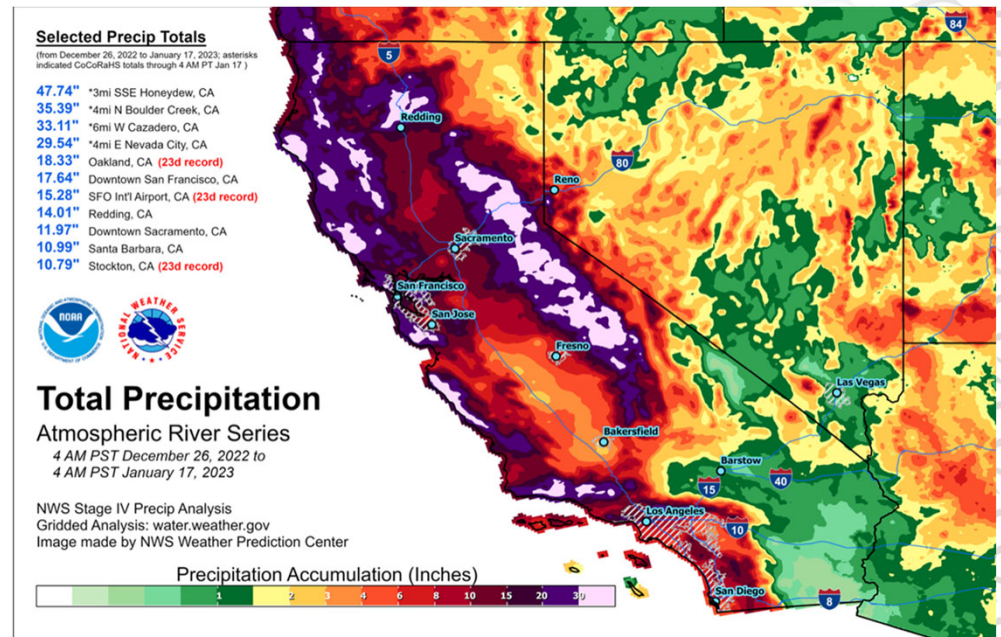 Selected Precip Totals
(from December 26, 2022 to January 17, 2023; asterisks
indicated CoCoRaHS totals through 4 AM PT Jan 17 )
47.74" *3mi SSE Honeydew, CA
35.39" *4mi N Boulder Creek, CA
33.11" *6mi W Cazadero, CA
29.54" *4mi E Nevada City, CA
18.33" Oakland, CA (23d record)
17.64" Downtown San Francisco, CA
15.28" SFO Int'l Airport, CA (23d record)
14.01" Redding, CA
11.97" Downtown Sacramento, CA
10.99" Santa Barbara, CA
10.79" Stockton, CA (23d record)
NOAA
NATIONAL WEATHER SERVICE
Total Precipitation
Atmospheric River Series
4 AM PST December 26, 2022 to
4 AM PST January 17, 2023
NWS Stage IV Precip Analysis
Gridded Analysis: water.weather.gov
Image made by NWS Weather Prediction Center
Precipitation Accumulation (Inches)
1 2 3 4 6 8 10 15 20 30
84
5
Redding
80
Reno
Sacramento
San Francisco
San Jose
Fresno
Las Vegas
Bakersfield
Barstow
40
15
Los Angeles
10
San Diego
8